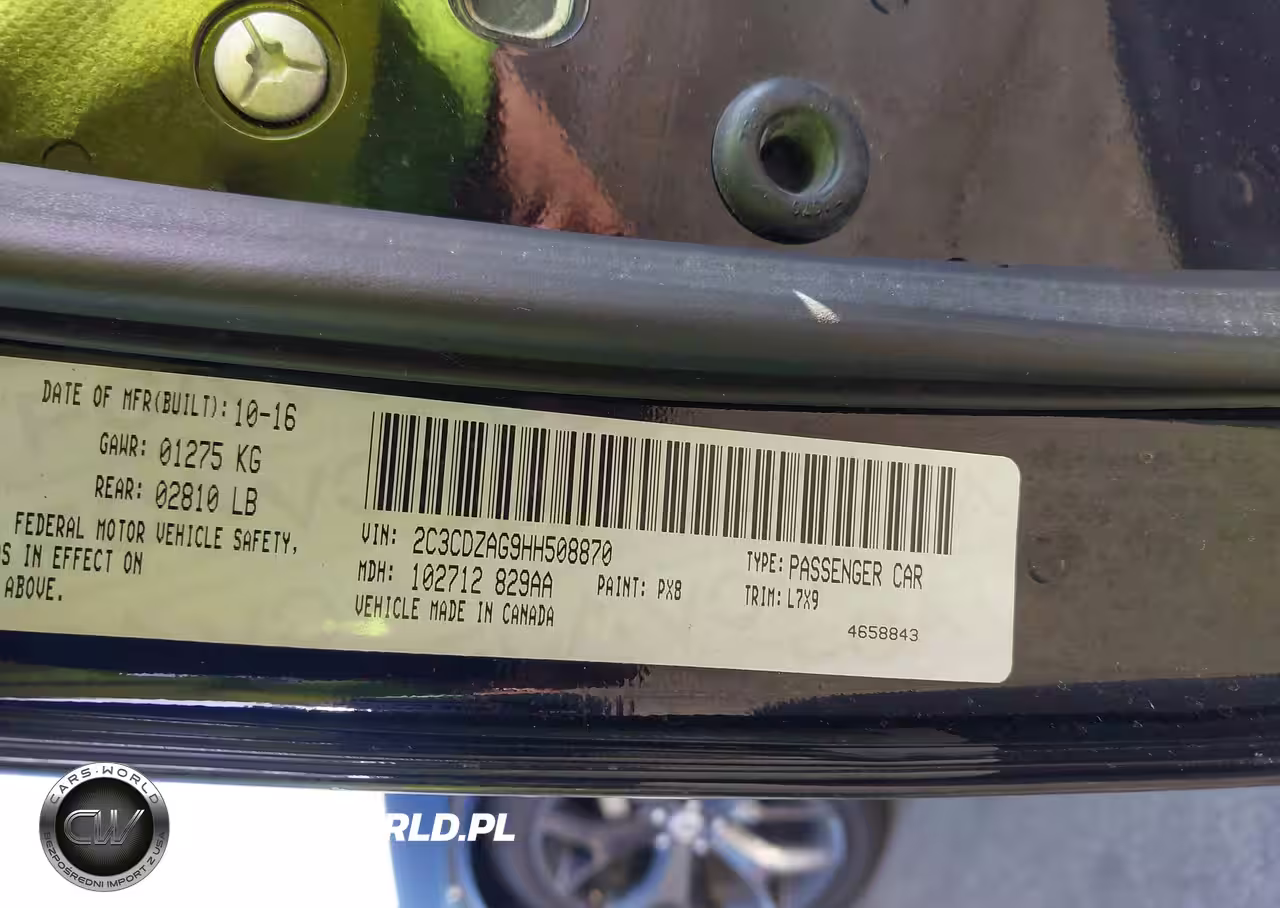 DATE OF MFR(BUILT): 10-16
GAWR: 01275 KG
REAR: 02810 LB
FEDERAL MOTOR VEHICLE SAFETY,
S IN EFFECT ON
ABOVE.
VIN: 2C3CDZAG9HH508870
TYPE: PASSENGER CAR
MDH: 102712 829AA
PAINT: PX8
TRIM: L7X9
VEHICLE MADE IN CANADA
4658843
CARS-WORLD
CW
BEZPOŚREDNI IMPORT Z USA
RLD.PL